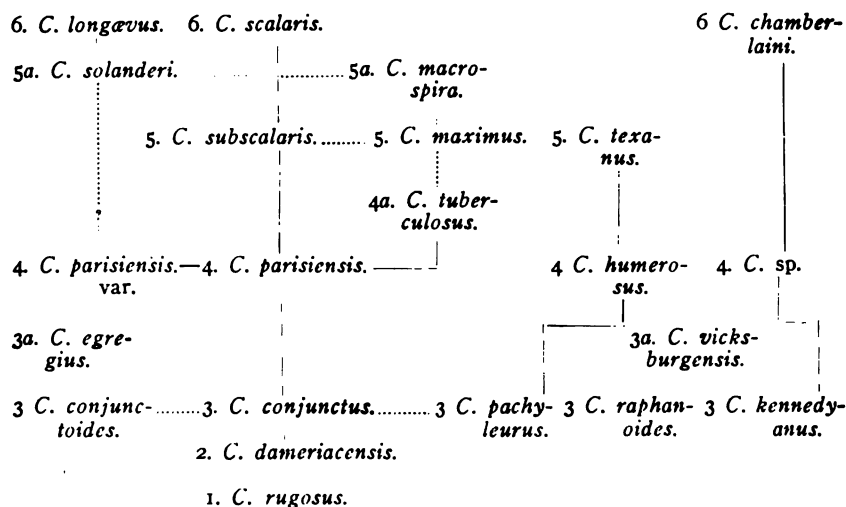 6. C. longævus. 6. C. scalaris. 6 C. chamber-
laini.
5a. C. solanderi. 5a. C. macro-
spira.
5. C. subscalaris. 5. C. maximus. 5. C. texa-
nus.
4a. C. tuber-
culosus.
4. C. parisiensis.—4. C. parisiensis. 4 C. humero- 4. C. sp.
var. sus.
3a. C. egre- 3a. C. vicks-
gius. burgensis.
3 C. conjunc- 3. C. conjunctus. 3 C. pachy- 3 C. raphan- 3 C. kennedy-
toides. leurus. oides. anus.
2. C. dameriacensis.
1. C. rugosus.